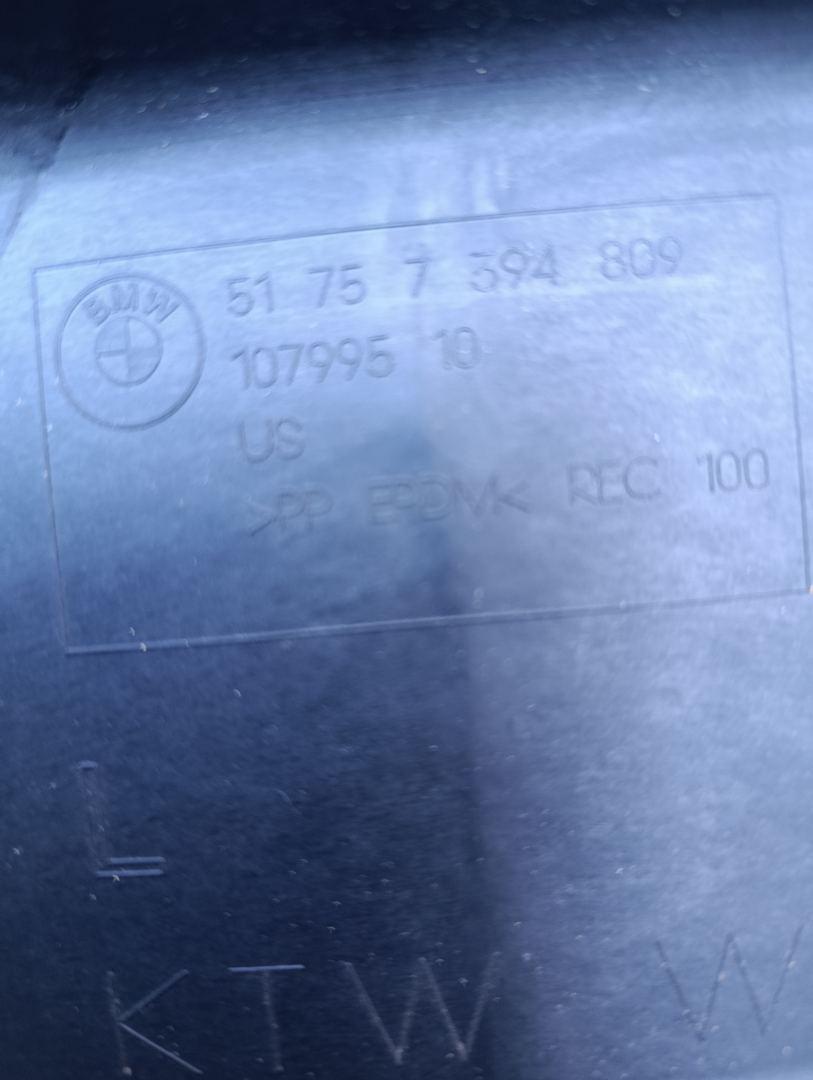 BMW
51 75 7 394 809
107995 10
US
>PP EPDM< REC 100
L
KTW W